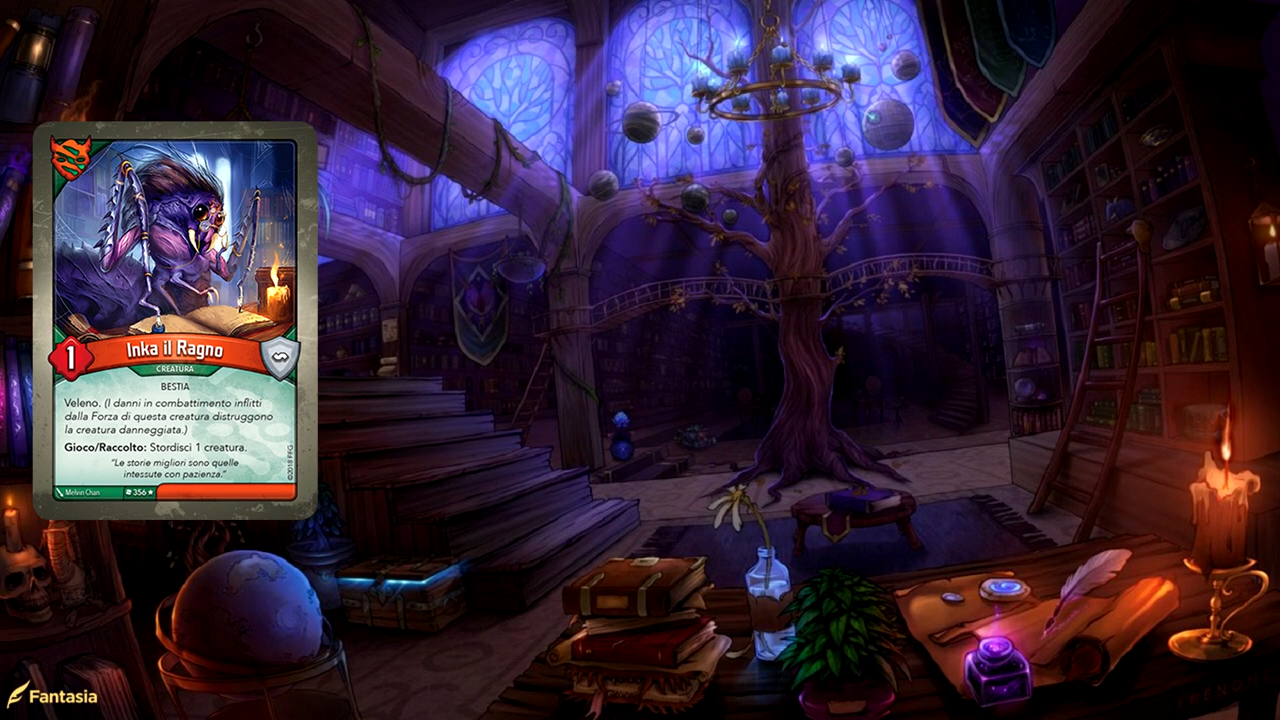 1
Inka il Ragno
CREATURA
BESTIA
Veleno. (I danni in combattimento inflitti
dalla Forza di questa creatura distruggono
la creatura danneggiata.)
Gioco/Raccolto: Stordisci 1 creatura.
"Le storie migliori sono quelle
intessute con pazienza."
©2018 FFG
Melvin Chan
356
Fantasia